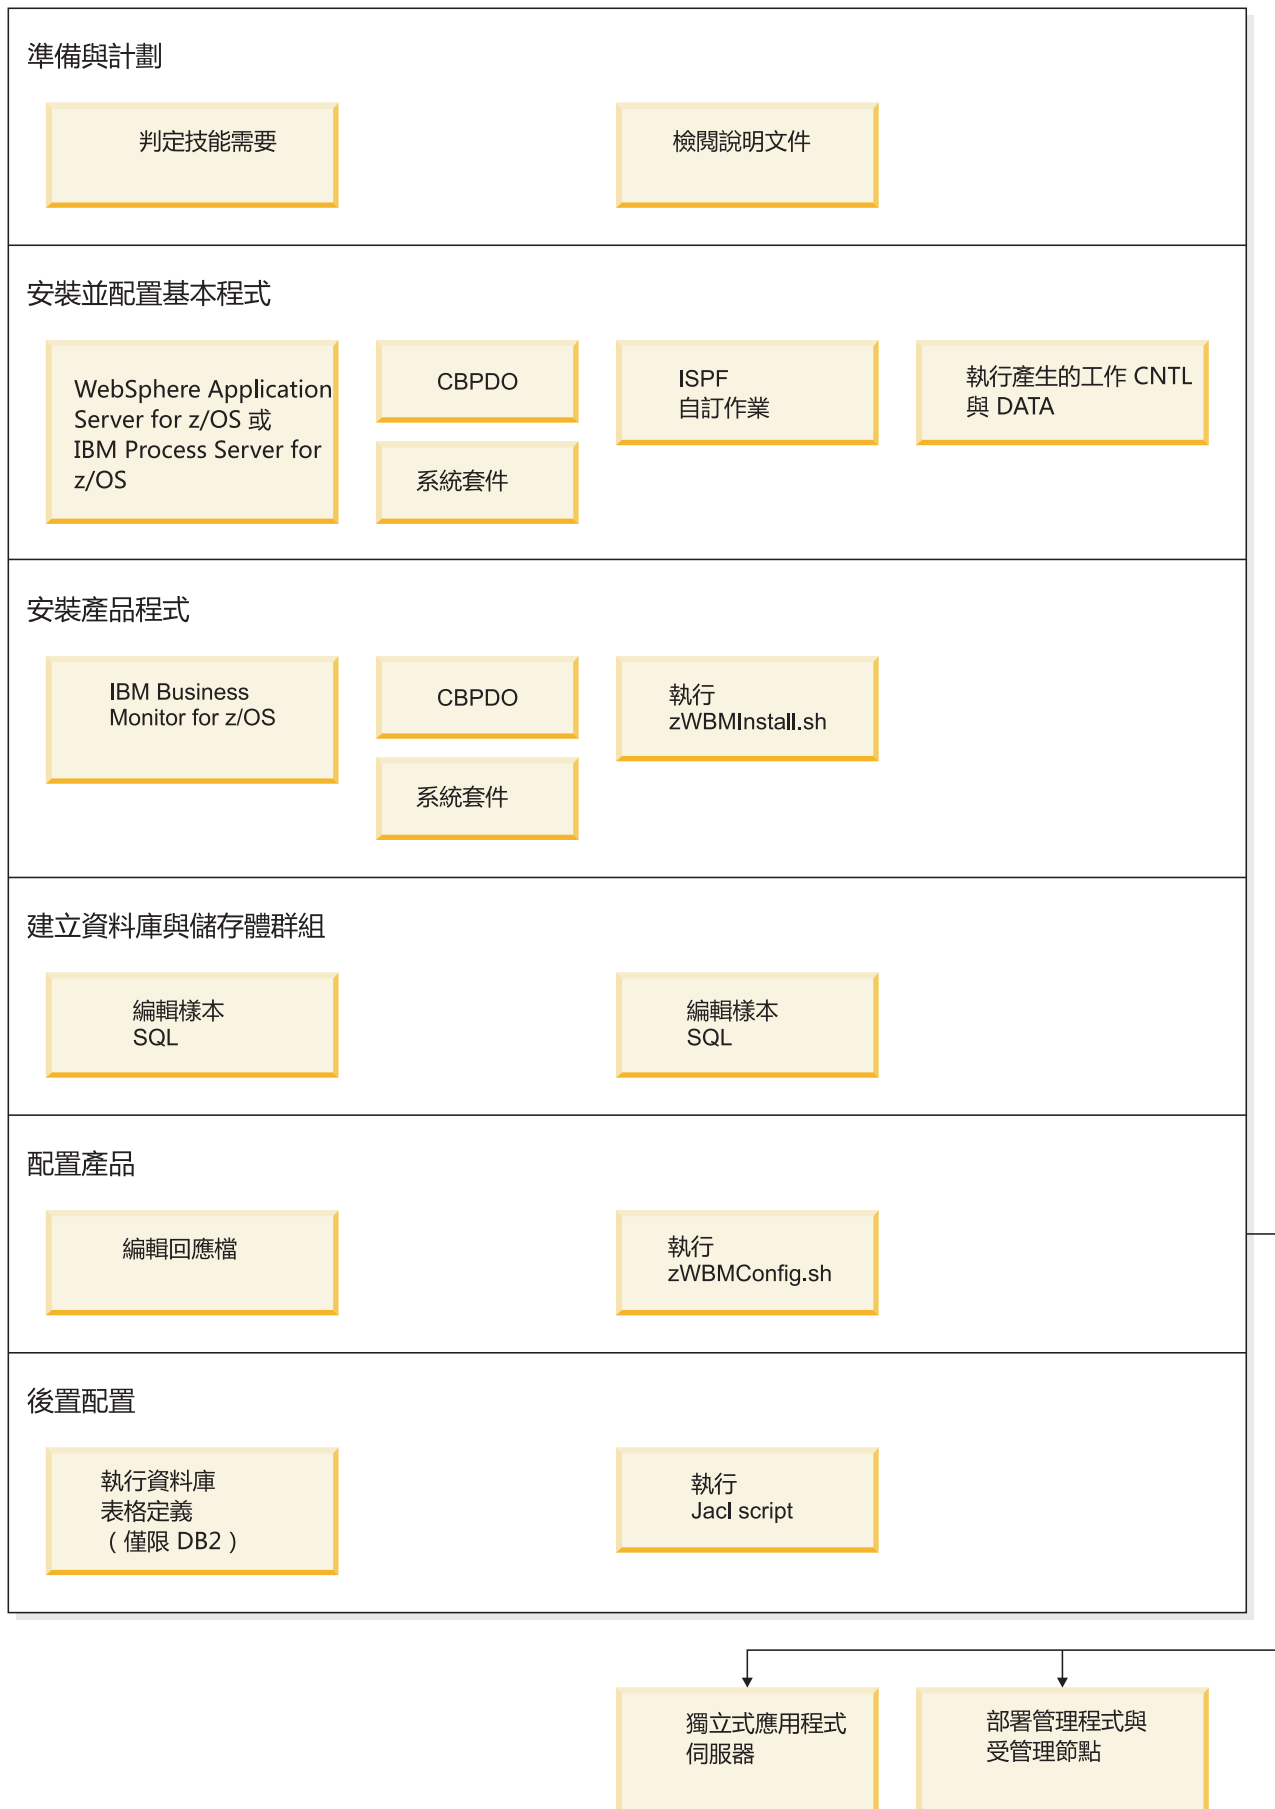 準備與計劃
判定技能需要
檢閱說明文件
安裝並配置基本程式
WebSphere Application
Server for z/OS 或
IBM Process Server for
z/OS
CBPDO
系統套件
ISPF
自訂作業
執行產生的工作 CNTL
與 DATA
安裝產品程式
IBM Business
Monitor for z/OS
CBPDO
系統套件
執行
zWBMInstall.sh
建立資料庫與儲存體群組
編輯樣本
SQL
編輯樣本
SQL
配置產品
編輯回應檔
執行
zWBMConfig.sh
後置配置
執行資料庫
表格定義
（僅限 DB2）
執行
Jacl script
獨立式應用程式
伺服器
部署管理程式與
受管理節點